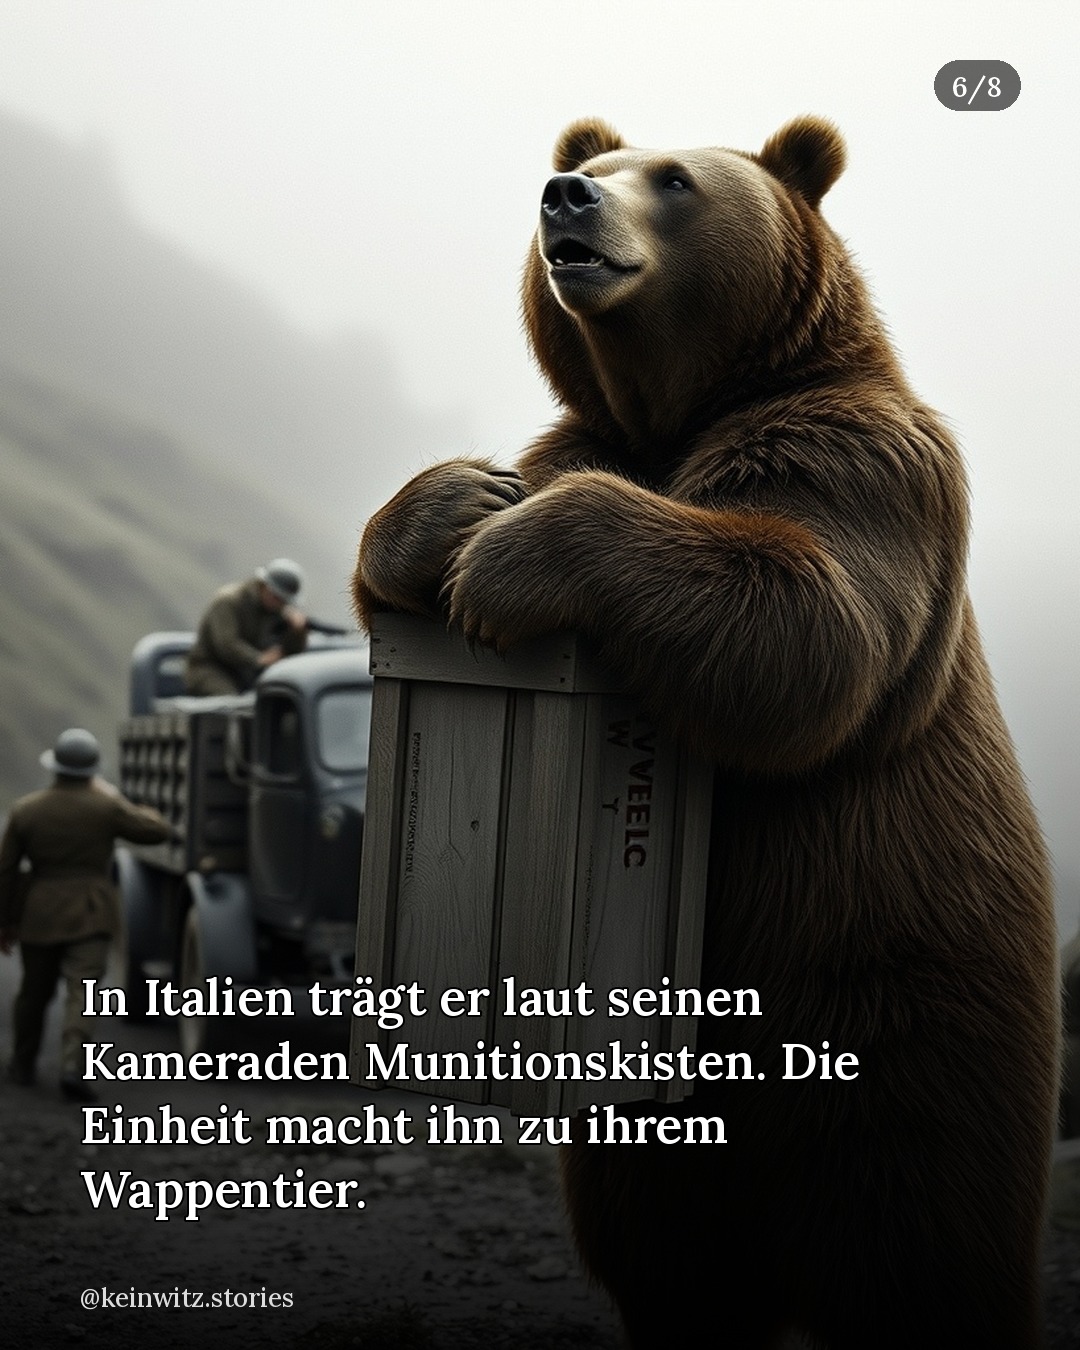 6/8
In Italien trägt er laut seinen
Kameraden Munitionskisten. Die
Einheit macht ihn zu ihrem
Wappentier.
@keinwitz.stories